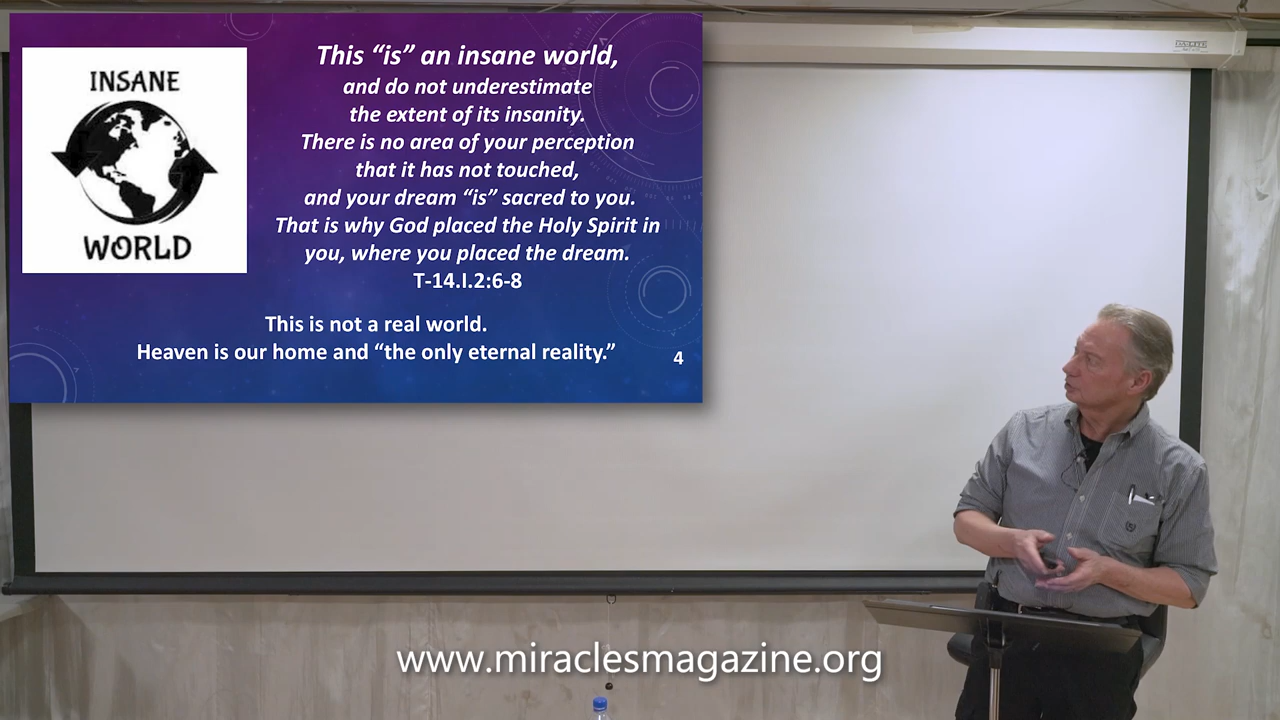 INSANE
WORLD
This “is” an insane world,
and do not underestimate
the extent of its insanity.
There is no area of your perception
that it has not touched,
and your dream “is” sacred to you.
That is why God placed the Holy Spirit in
you, where you placed the dream.
T-14.I.2:6-8
This is not a real world.
Heaven is our home and “the only eternal reality.”
4
www.miraclesmagazine.org